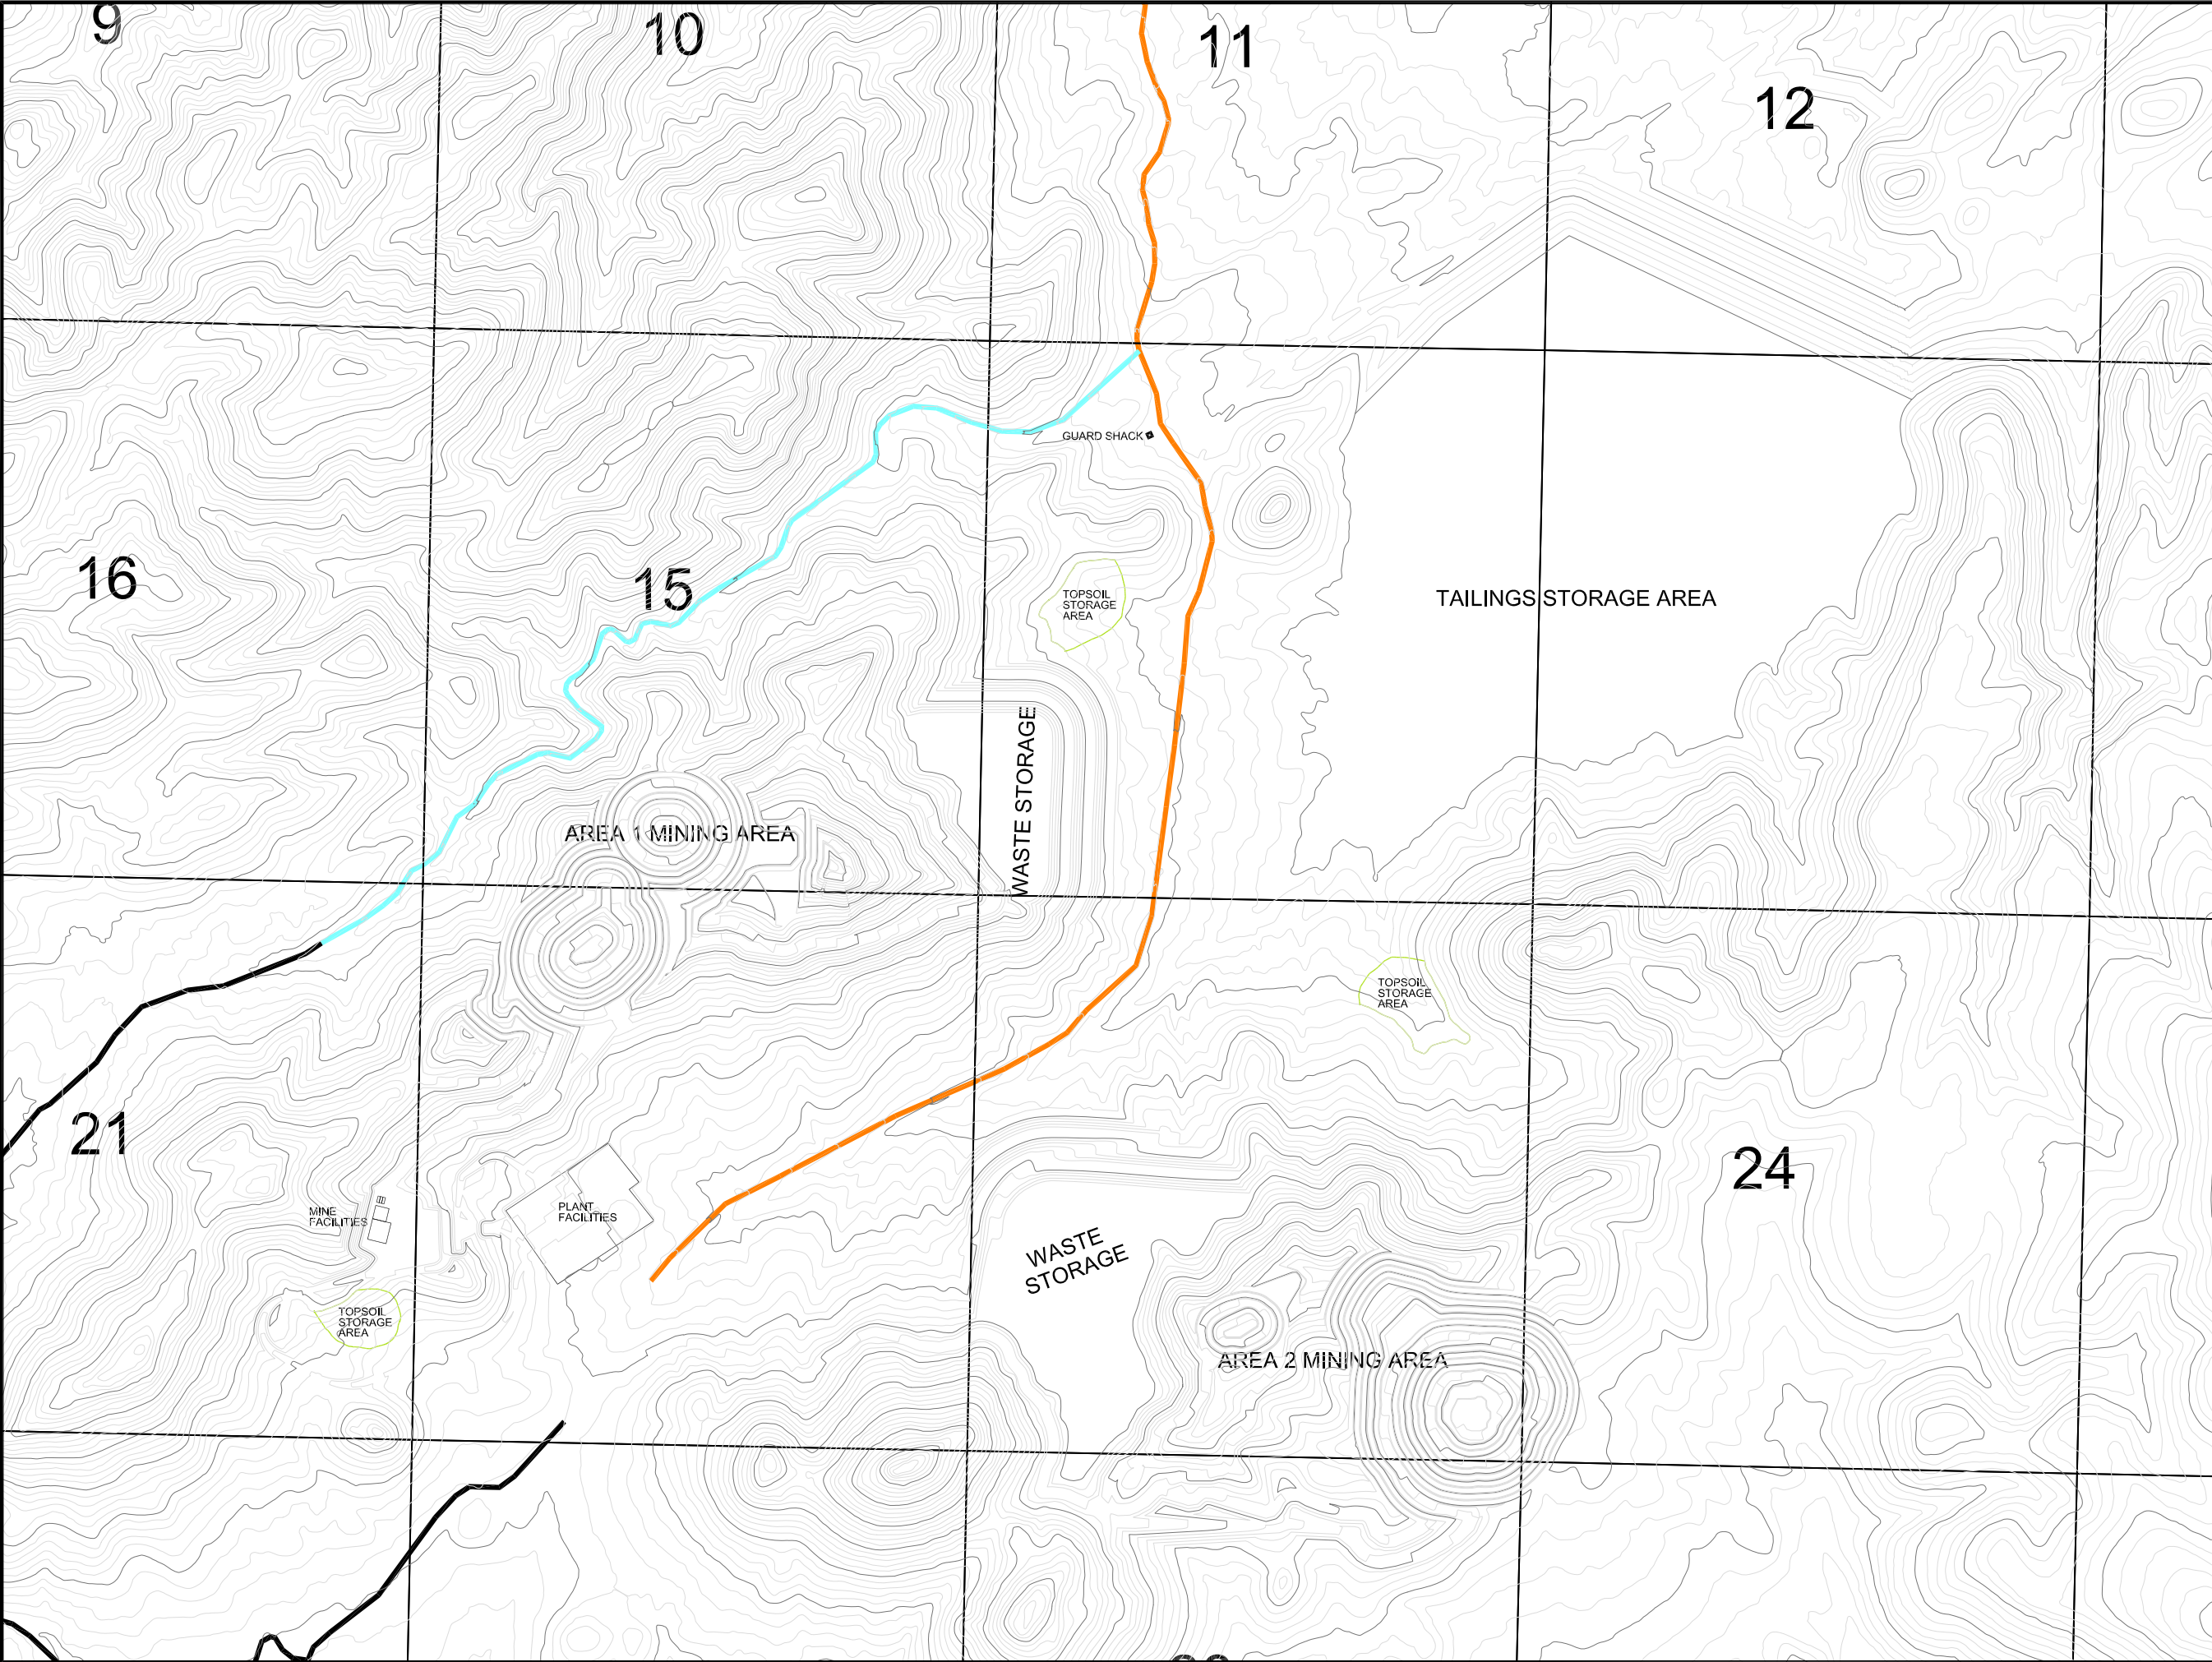 9
10
11
12
GUARD SHACK
16
15
TOPSOIL
STORAGE
AREA
TAILINGS STORAGE AREA
WASTE STORAGE
AREA 1 MINING AREA
TOPSOIL
STORAGE
AREA
21
24
MINE
FACILITIES
PLANT
FACILITIES
WASTE
STORAGE
TOPSOIL
STORAGE
AREA
AREA 2 MINING AREA